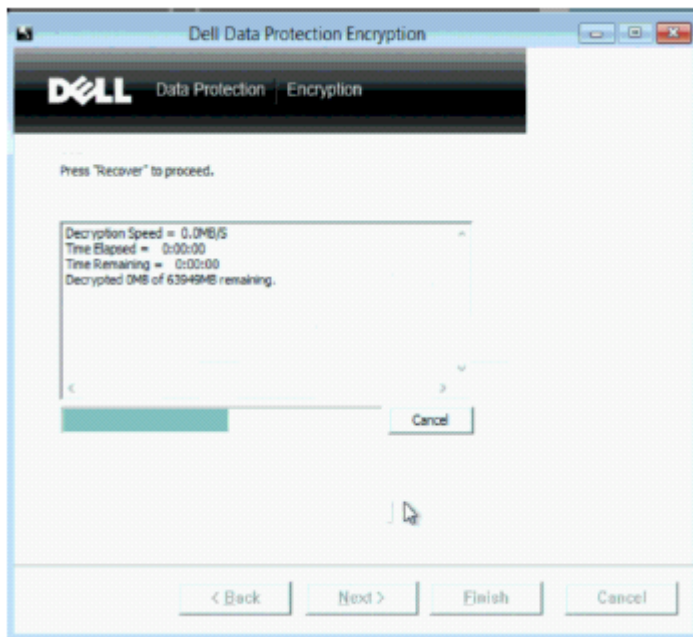 Dell Data Protection Encryption
DELL Data Protection | Encryption
Press "Recover" to proceed.
Decryption Speed = 0.0MB/S
Time Elapsed = 0:00:00
Time Remaining = 0:00:00
Decrypted 0MB of 63949MB remaining.
Cancel
< Back Next > Finish Cancel